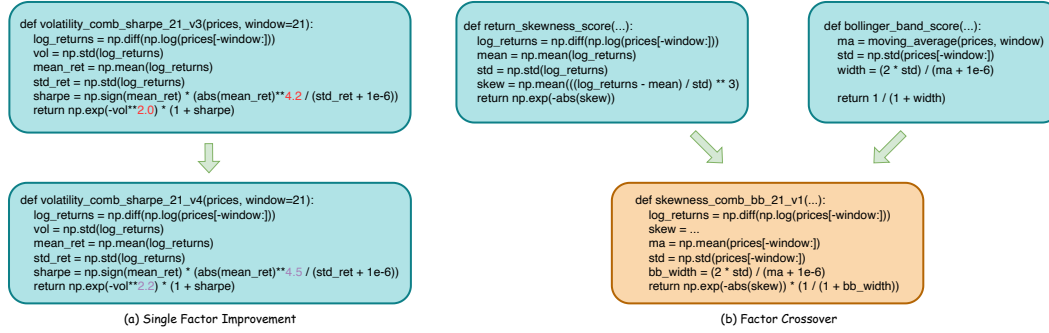 def volatility_comb_sharpe_21_v3(prices, window=21):
log_returns = np.diff(np.log(prices[-window:]))
vol = np.std(log_returns)
mean_ret = np.mean(log_returns)
std_ret = np.std(log_returns)
sharpe = np.sign(mean_ret) * (abs(mean_ret)**4.2 / (std_ret + 1e-6))
return np.exp(-vol**2.0) * (1 + sharpe)
def volatility_comb_sharpe_21_v4(prices, window=21):
log_returns = np.diff(np.log(prices[-window:]))
vol = np.std(log_returns)
mean_ret = np.mean(log_returns)
std_ret = np.std(log_returns)
sharpe = np.sign(mean_ret) * (abs(mean_ret)**4.5 / (std_ret + 1e-6))
return np.exp(-vol**2.2) * (1 + sharpe)
(a) Single Factor Improvement
def return_skewness_score(...):
log_returns = np.diff(np.log(prices[-window:]))
mean = np.mean(log_returns)
std = np.std(log_returns)
skew = np.mean(((log_returns - mean) / std) ** 3)
return np.exp(-abs(skew))
def bollinger_band_score(...):
ma = moving_average(prices, window)
std = np.std(prices[-window:])
width = (2 * std) / (ma + 1e-6)
return 1 / (1 + width)
def skewness_comb_bb_21_v1(...):
log_returns = np.diff(np.log(prices[-window:]))
skew = ...
ma = np.mean(prices[-window:])
std = np.std(prices[-window:])
bb_width = (2 * std) / (ma + 1e-6)
return np.exp(-abs(skew)) * (1 / (1 + bb_width))
(b) Factor Crossover